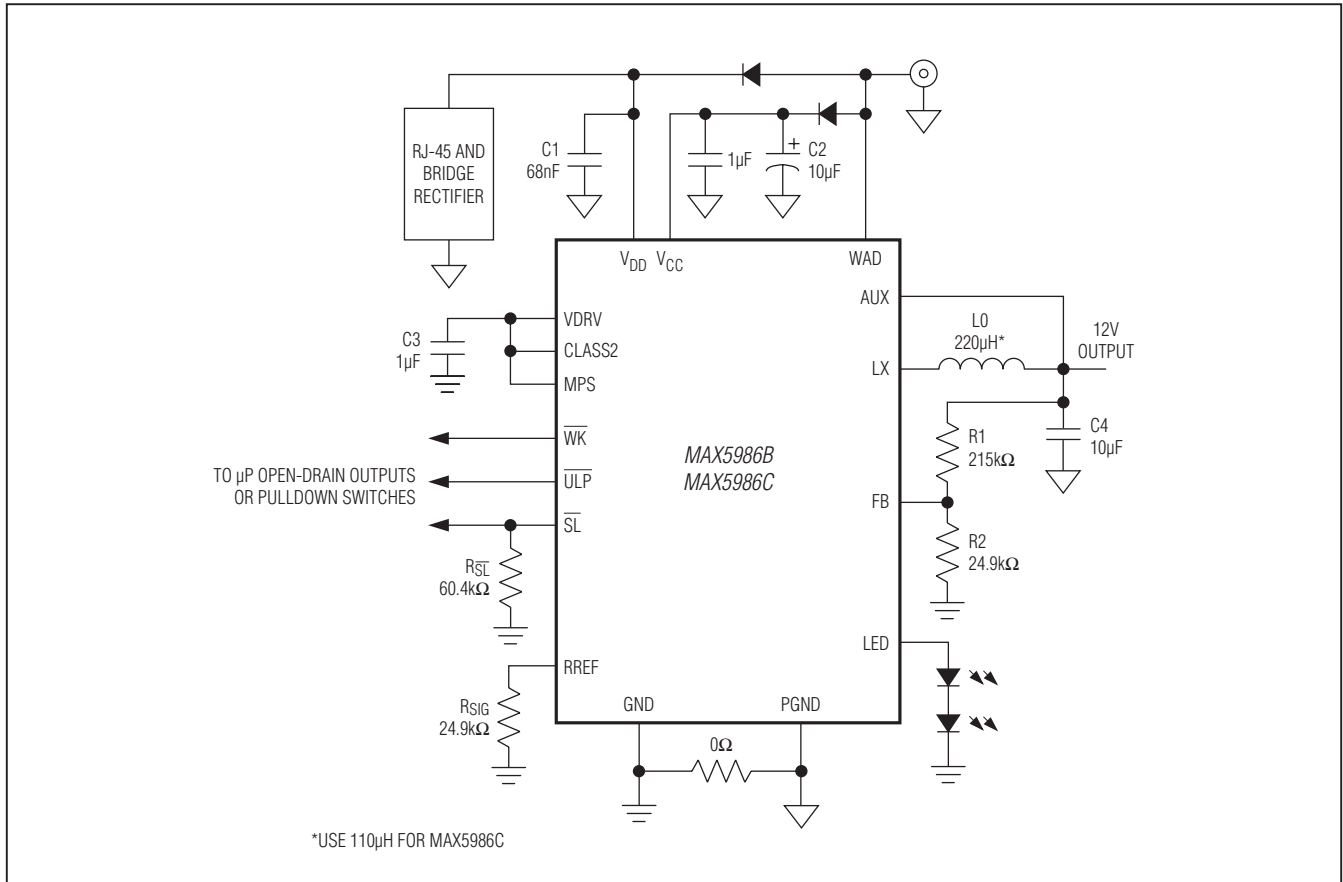 RJ-45 AND
BRIDGE
RECTIFIER
C1
68nF
1µF
+
C2
10µF
VDD
VCC
WAD
AUX
VDRV
C3
1µF
CLASS2
MPS
L0
220µH*
12V
OUTPUT
LX
WK
ULP
SL
TO µP OPEN-DRAIN OUTPUTS
OR PULLDOWN SWITCHES
MAX5986B
MAX5986C
R1
215kΩ
C4
10µF
FB
R2
24.9kΩ
RSL
60.4kΩ
LED
RREF
RSIG
24.9kΩ
GND
PGND
0Ω
*USE 110µH FOR MAX5986C